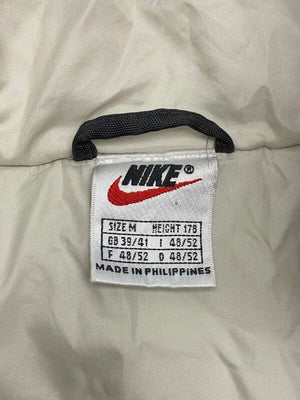 NIKE®
SIZE M HEIGHT 178
GB 39/41 I 48/52
F 48/52 D 48/52
MADE IN PHILIPPINES